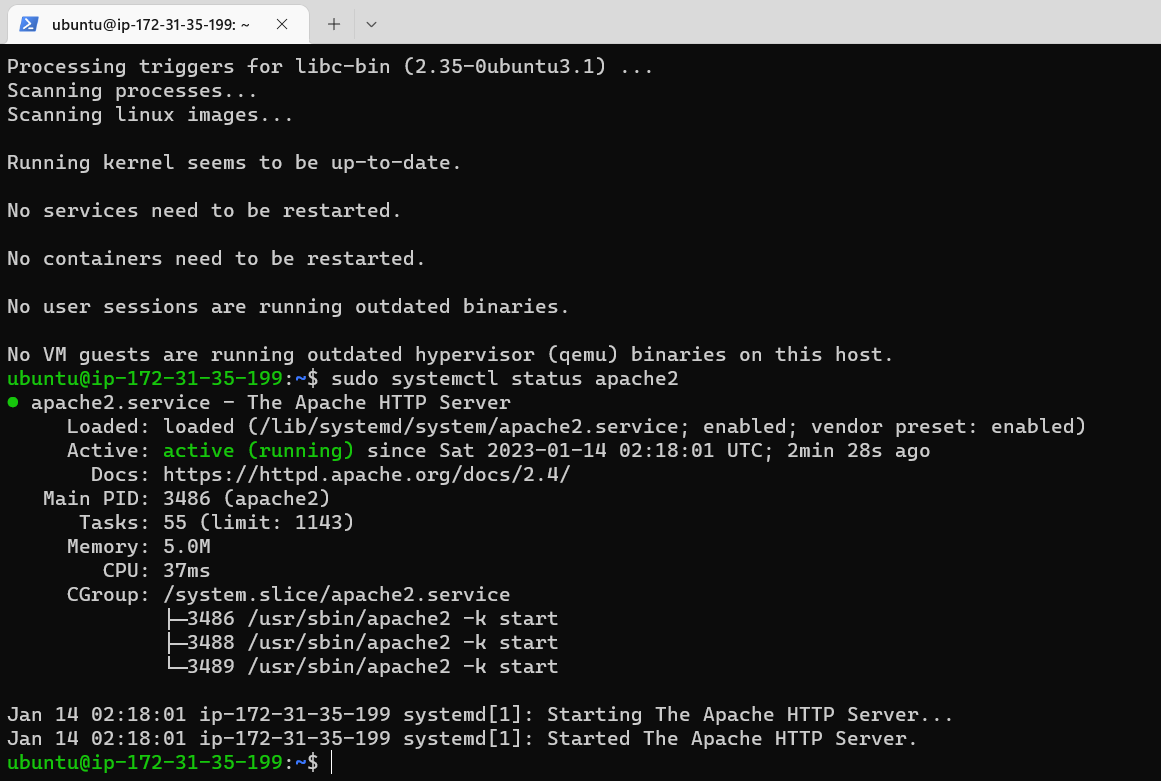 ubuntu@ip-172-31-35-199: ~
Processing triggers for libc-bin (2.35-0ubuntu3.1) ...
Scanning processes...
Scanning linux images...
Running kernel seems to be up-to-date.
No services need to be restarted.
No containers need to be restarted.
No user sessions are running outdated binaries.
No VM guests are running outdated hypervisor (qemu) binaries on this host.
ubuntu@ip-172-31-35-199:~$ sudo systemctl status apache2
● apache2.service - The Apache HTTP Server
     Loaded: loaded (/lib/systemd/system/apache2.service; enabled; vendor preset: enabled)
     Active: active (running) since Sat 2023-01-14 02:18:01 UTC; 2min 28s ago
       Docs: https://httpd.apache.org/docs/2.4/
   Main PID: 3486 (apache2)
      Tasks: 55 (limit: 1143)
     Memory: 5.0M
        CPU: 37ms
     CGroup: /system.slice/apache2.service
             ├─3486 /usr/sbin/apache2 -k start
             ├─3488 /usr/sbin/apache2 -k start
             └─3489 /usr/sbin/apache2 -k start
Jan 14 02:18:01 ip-172-31-35-199 systemd[1]: Starting The Apache HTTP Server...
Jan 14 02:18:01 ip-172-31-35-199 systemd[1]: Started The Apache HTTP Server.
ubuntu@ip-172-31-35-199:~$